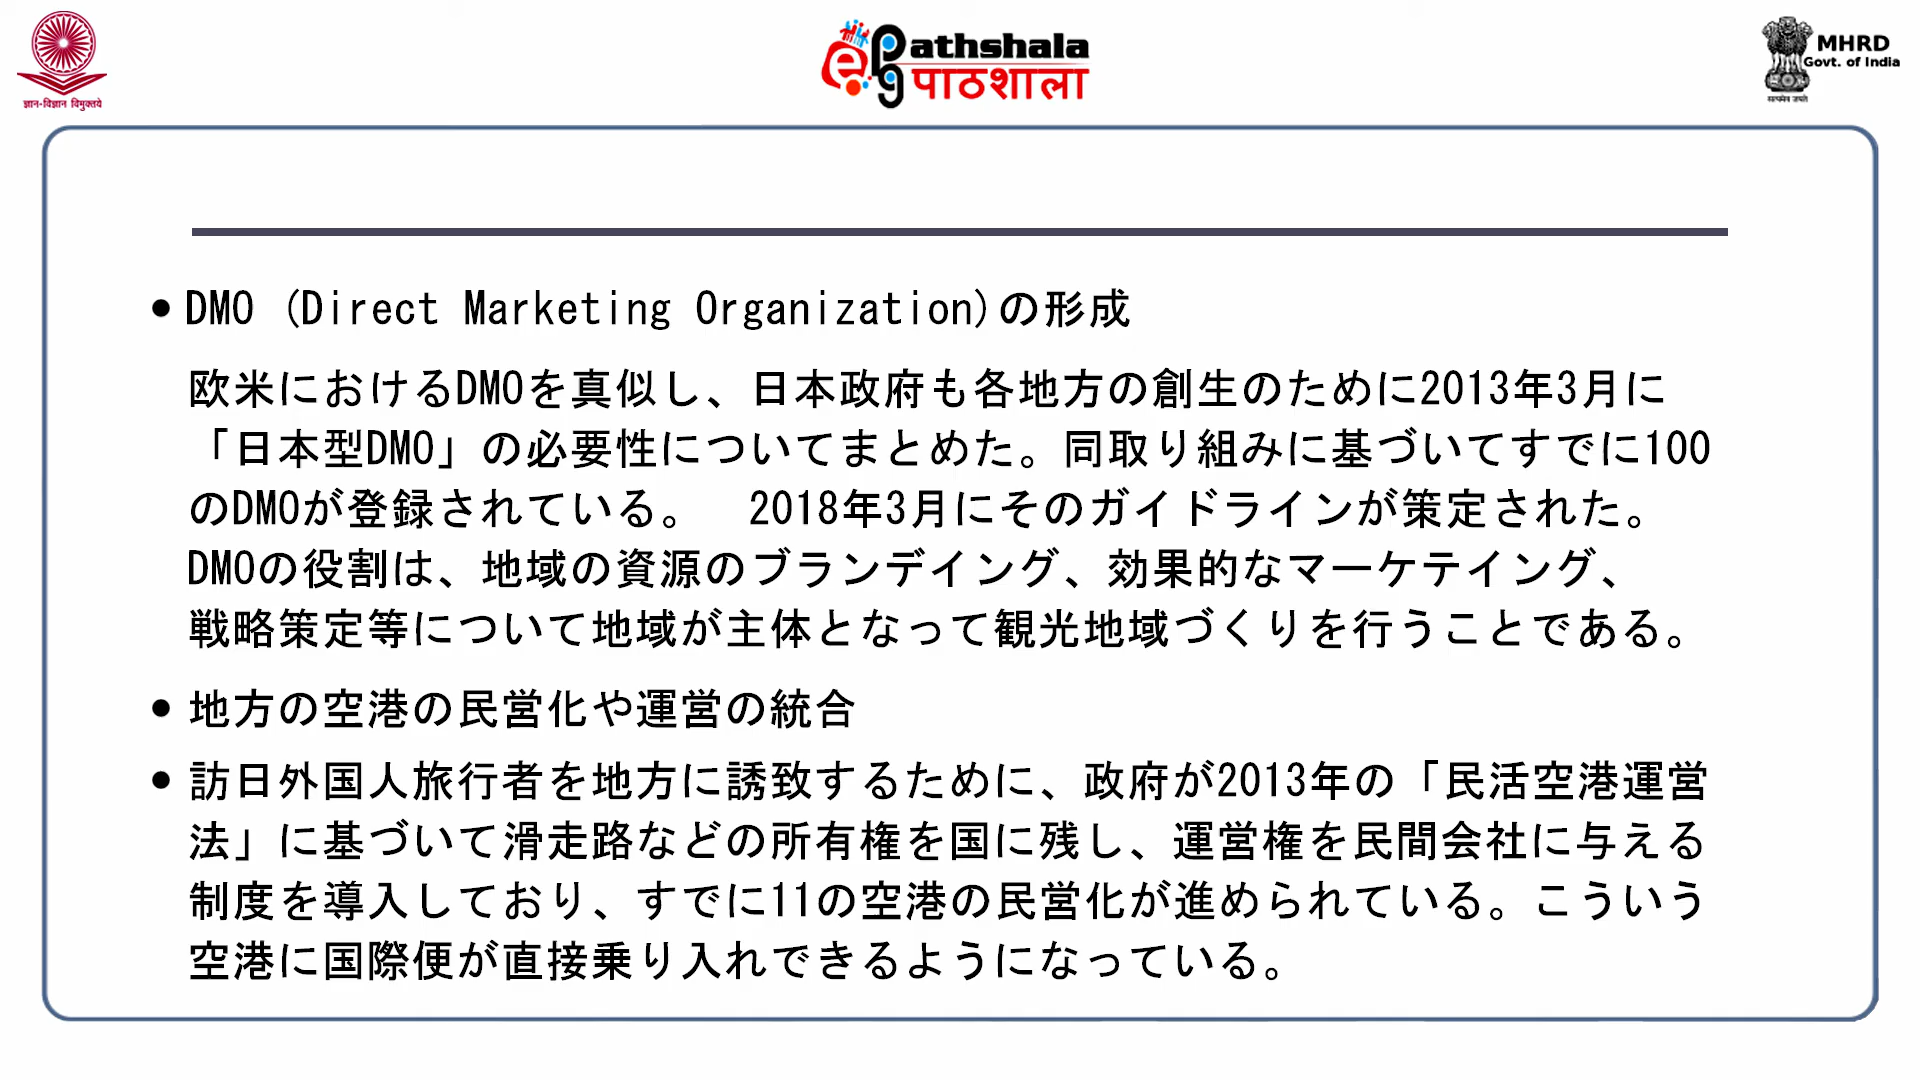 ज्ञान-विज्ञान विमुक्तये
ePathshala
पाठशाला
MHRD
Govt. of India
सत्यमेव जयते
• DMO (Direct Marketing Organization)の形成
欧米におけるDMOを真似し、日本政府も各地方の創生のために2013年3月に
「日本型DMO」の必要性についてまとめた。同取り組みに基づいてすでに100
のDMOが登録されている。　2018年3月にそのガイドラインが策定された。
DMOの役割は、地域の資源のブランデイング、効果的なマーケテイング、
戦略策定等について地域が主体となって観光地域づくりを行うことである。
• 地方の空港の民営化や運営の統合
• 訪日外国人旅行者を地方に誘致するために、政府が2013年の「民活空港運営
法」に基づいて滑走路などの所有権を国に残し、運営権を民間会社に与える
制度を導入しており、すでに11の空港の民営化が進められている。こういう
空港に国際便が直接乗り入れできるようになっている。